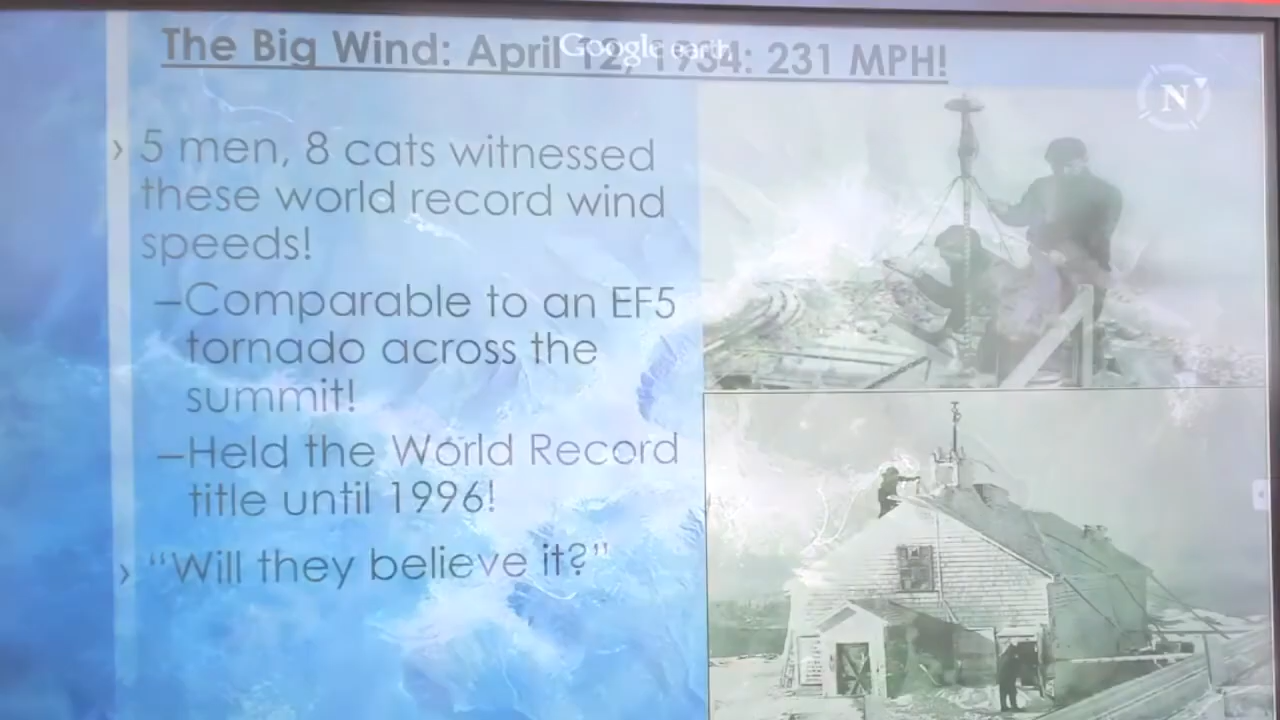 The Big Wind: April 12, 1934: 231 MPH!
Google earth
N
› 5 men, 8 cats witnessed
these world record wind
speeds!
–Comparable to an EF5
tornado across the
summit!
–Held the World Record
title until 1996!
› "Will they believe it?"